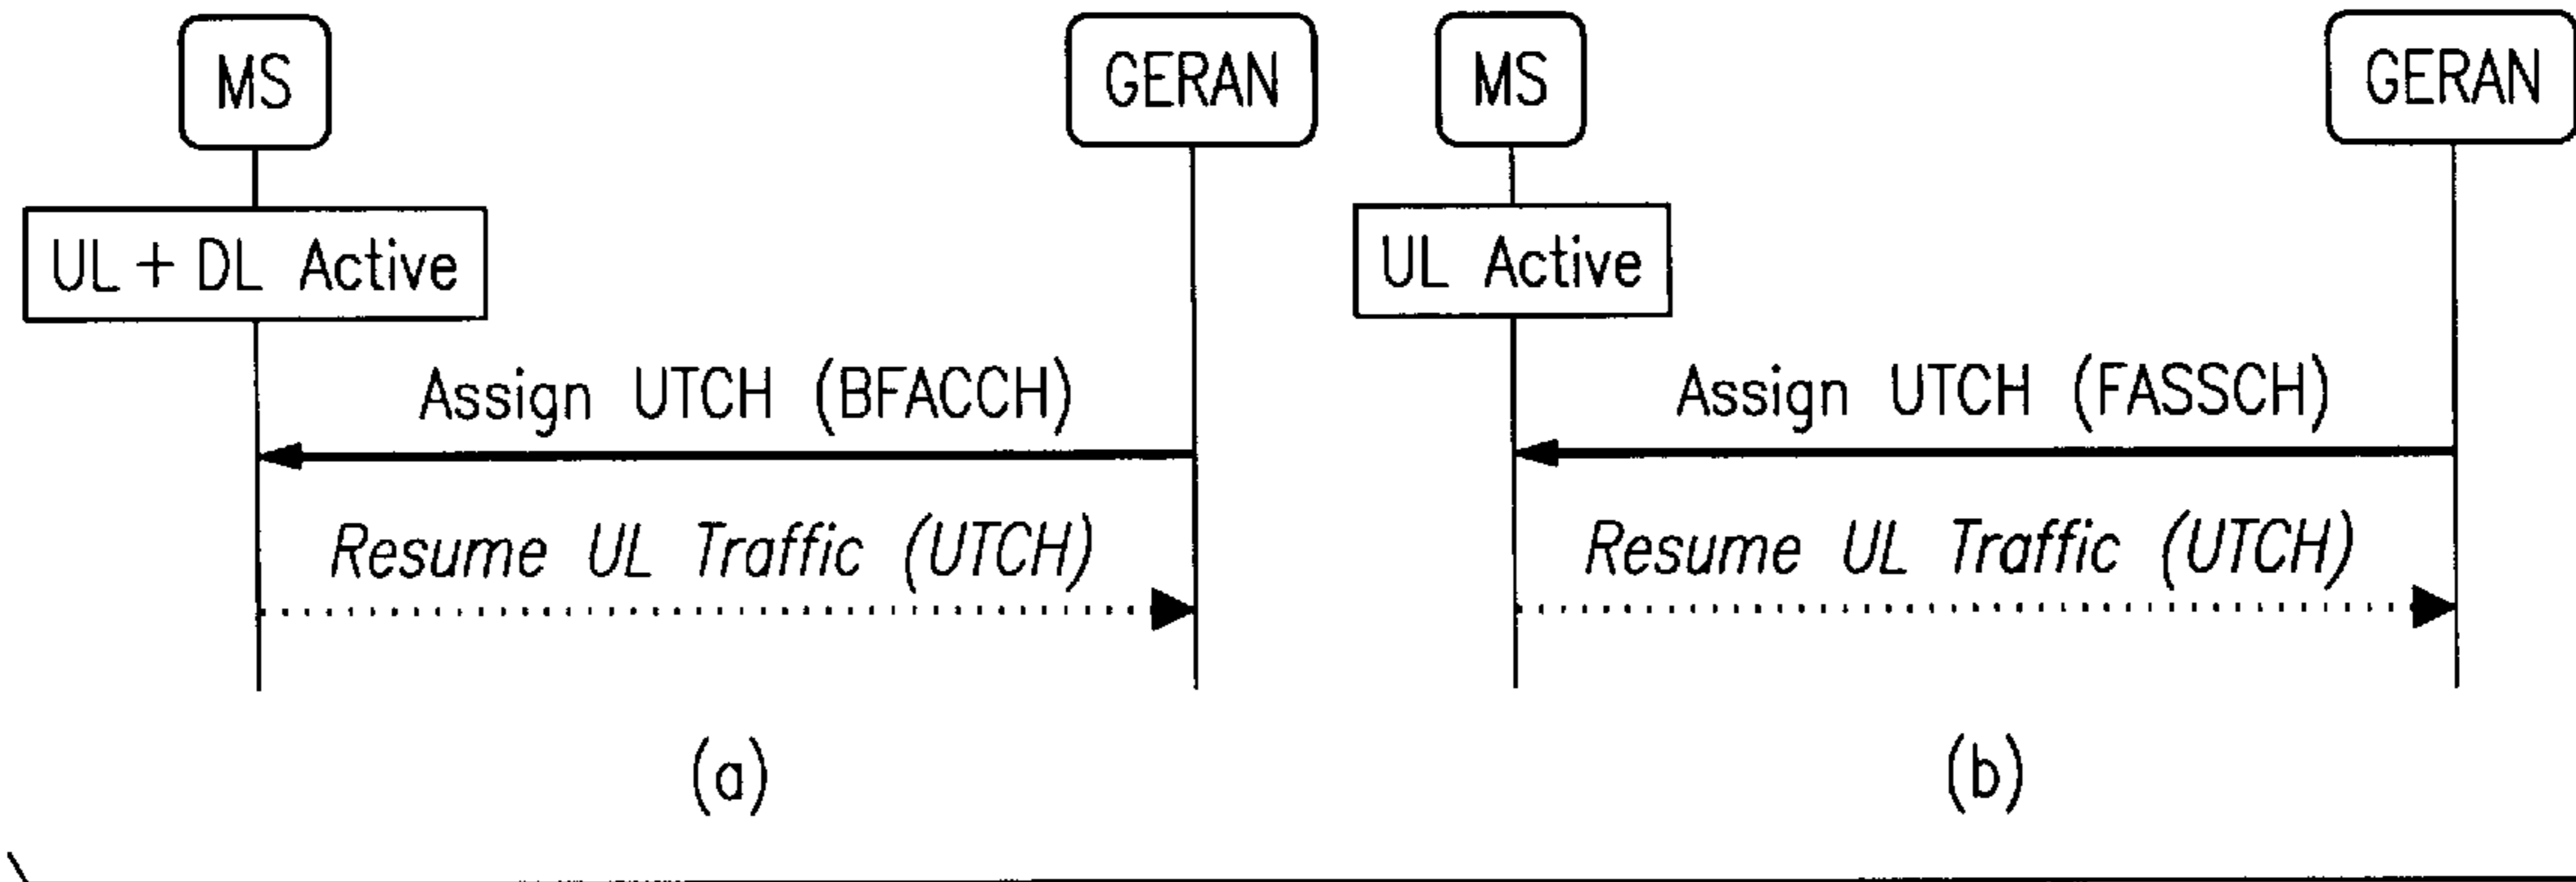 MS
GERAN
UL + DL Active
Assign UTCH (BFACCH)
Resume UL Traffic (UTCH)
(a)
MS
GERAN
UL Active
Assign UTCH (FASSCH)
Resume UL Traffic (UTCH)
(b)